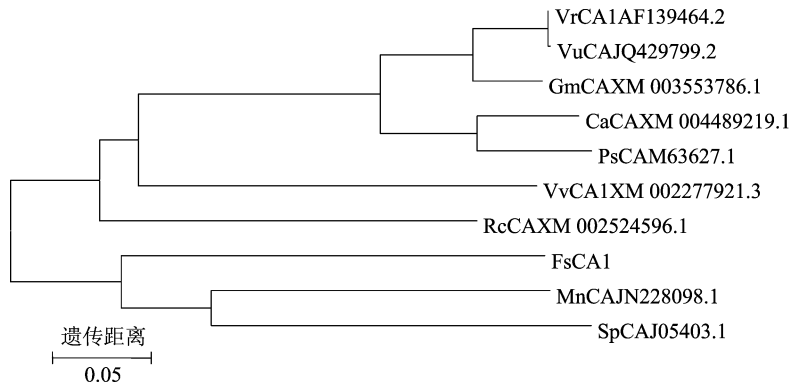 VrCA1AF139464.2
VuCAJQ429799.2
GmCAXM 003553786.1
CaCAXM 004489219.1
PsCAM63627.1
VvCA1XM 002277921.3
RcCAXM 002524596.1
FsCA1
MnCAJN228098.1
SpCAJ05403.1
遗传距离
0.05